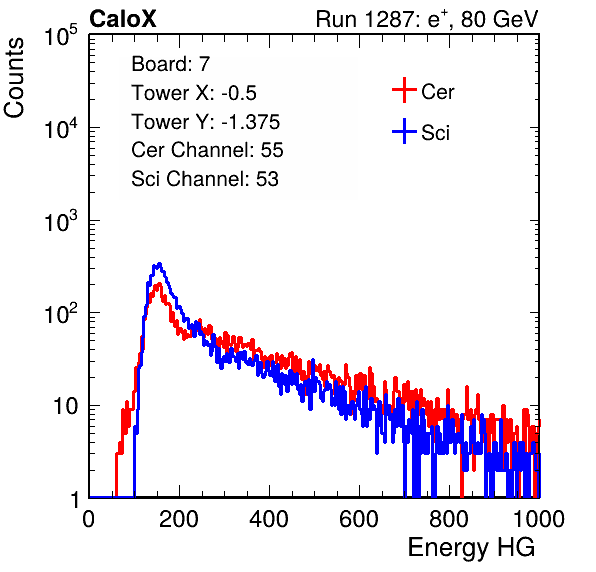 CaloX Run 1287: e⁺, 80 GeV
Board: 7
Tower X: -0.5
Tower Y: -1.375
Cer Channel: 55
Sci Channel: 53
Cer
Sci
Counts
10⁵
10⁴
10³
10²
10
1
0 200 400 600 800 1000
Energy HG